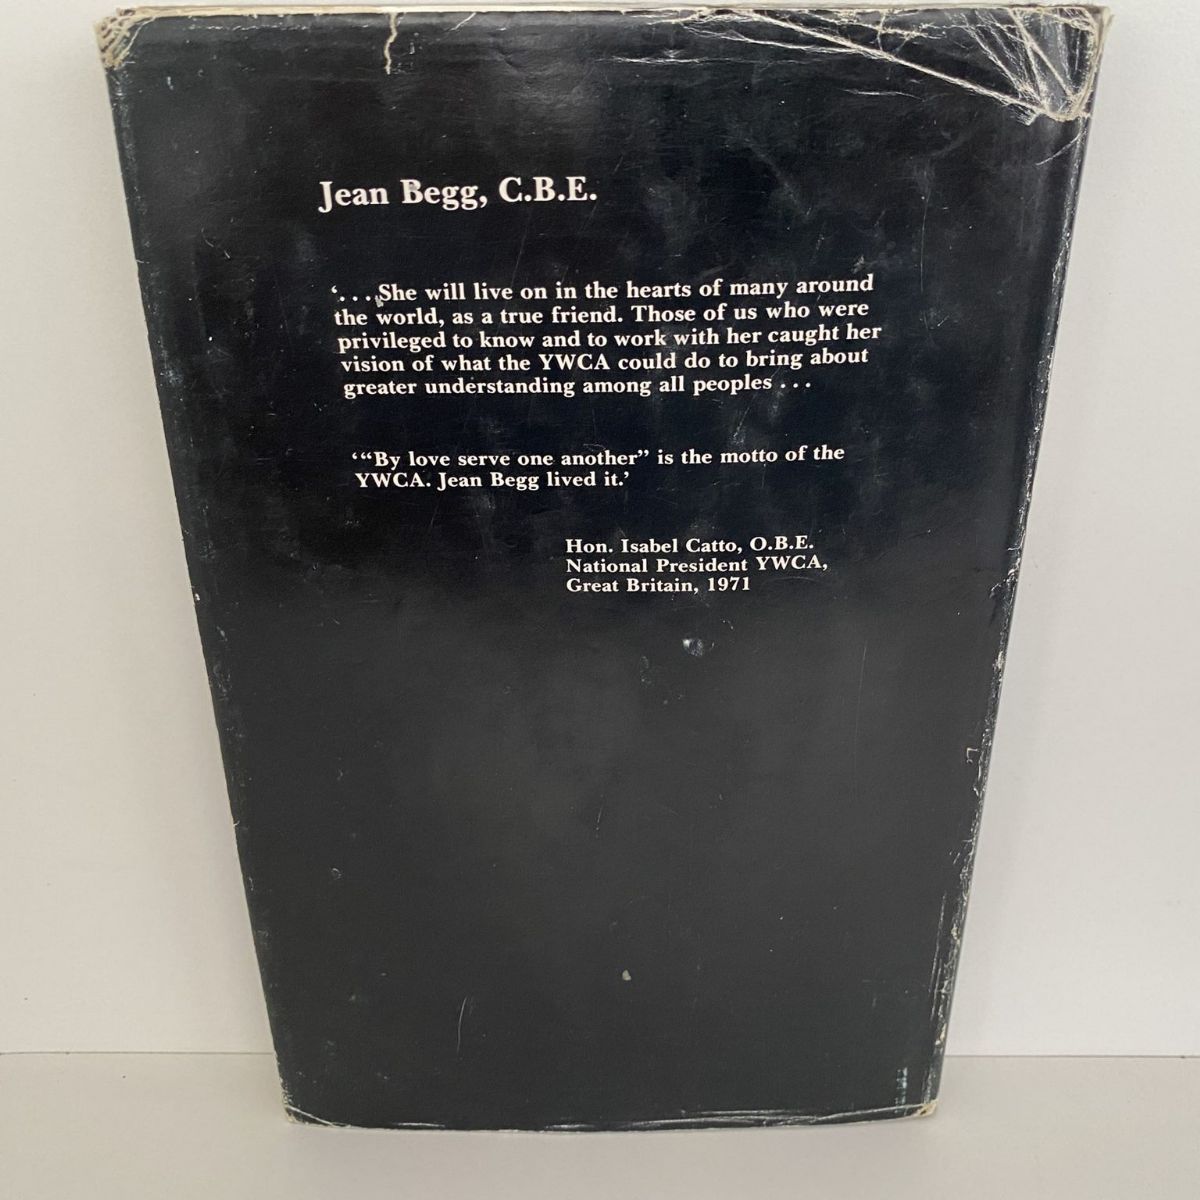 Jean Begg, C.B.E.
‘. . . She will live on in the hearts of many around
the world, as a true friend. Those of us who were
privileged to know and to work with her caught her
vision of what the YWCA could do to bring about
greater understanding among all peoples . . .
‘“By love serve one another” is the motto of the
YWCA. Jean Begg lived it.’
Hon. Isabel Catto, O.B.E.
National President YWCA,
Great Britain, 1971